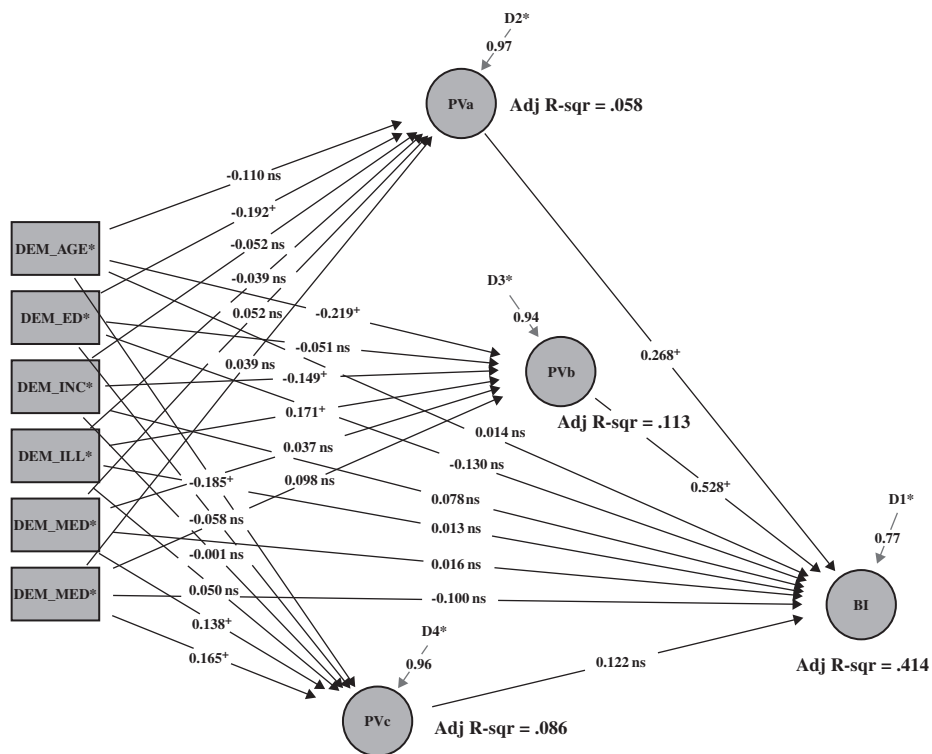 D2*
0.97
PVa
Adj R-sqr = .058
-0.110 ns
-0.192+
-0.052 ns
-0.039 ns
0.052 ns
0.039 ns
DEM_AGE*
DEM_ED*
DEM_INC*
DEM_ILL*
DEM_MED*
DEM_MED*
D3*
0.94
PVb
Adj R-sqr = .113
-0.219+
-0.051 ns
-0.149+
0.171+
0.037 ns
0.098 ns
0.268+
0.528+
0.014 ns
-0.130 ns
0.078 ns
0.013 ns
0.016 ns
-0.100 ns
-0.185+
-0.058 ns
-0.001 ns
0.050 ns
0.138+
0.165+
D1*
0.77
BI
Adj R-sqr = .414
0.122 ns
D4*
0.96
PVc
Adj R-sqr = .086